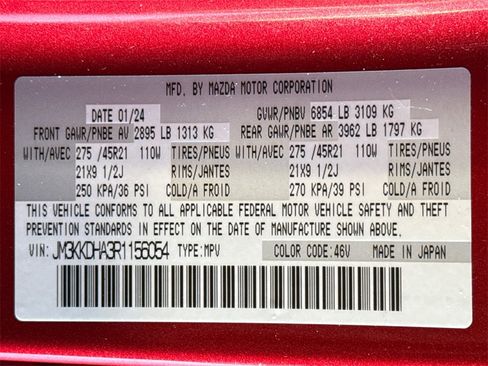 MFD. BY MAZDA MOTOR CORPORATION
DATE 01/24 GVWR/PNBV 6854 LB 3109 KG
FRONT GAWR/PNBE AV 2895 LB 1313 KG REAR GAWR/PNBE AR 3962 LB 1797 KG
WITH/AVEC 275 /45R21 110W TIRES/PNEUS WITH/AVEC 275 /45R21 110W TIRES/PNEUS
21X9 1/2J RIMS/JANTES 21X9 1/2J RIMS/JANTES
250 KPA/36 PSI COLD/A FROID 270 KPA/39 PSI COLD/A FROID
THIS VEHICLE CONFORMS TO ALL APPLICABLE FEDERAL MOTOR VEHICLE SAFETY AND THEFT
PREVENTION STANDARDS IN EFFECT ON THE DATE OF MANUFACTURE SHOWN ABOVE.
VIN: JM3KKDHA3R1156054 TYPE:MPV COLOR CODE:46V MADE IN JAPAN